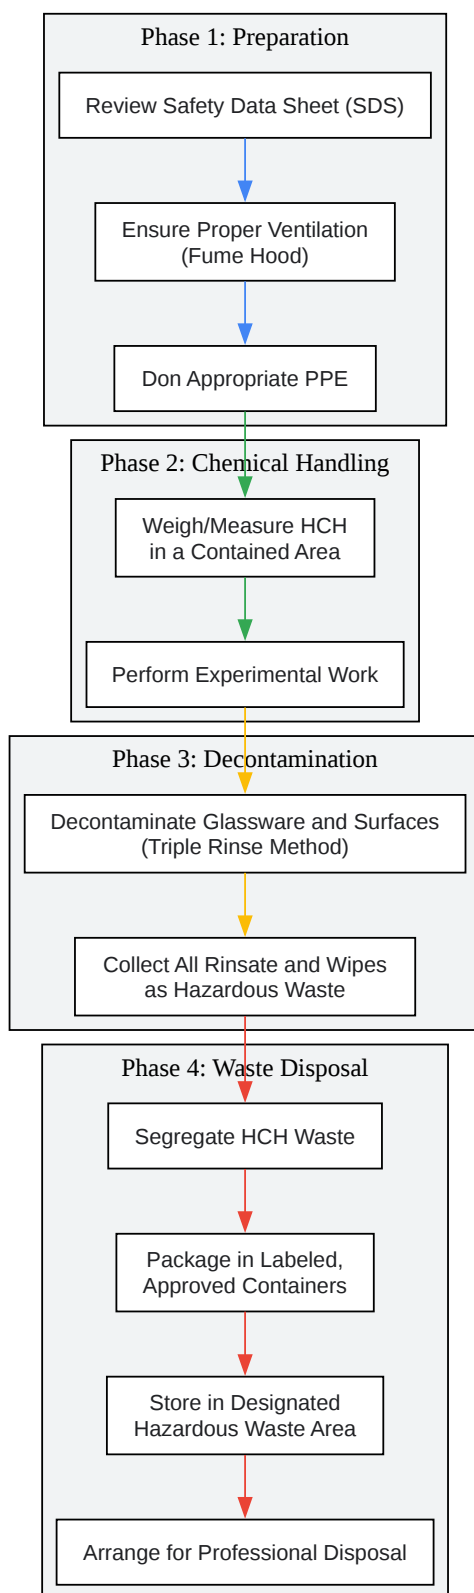 Phase 1: Preparation
Review Safety Data Sheet (SDS)
Ensure Proper Ventilation
(Fume Hood)
Don Appropriate PPE
Phase 2: Chemical Handling
Weigh/Measure HCH
in a Contained Area
Perform Experimental Work
Phase 3: Decontamination
Decontaminate Glassware and Surfaces
(Triple Rinse Method)
Collect All Rinsate and Wipes
as Hazardous Waste
Phase 4: Waste Disposal
Segregate HCH Waste
Package in Labeled,
Approved Containers
Store in Designated
Hazardous Waste Area
Arrange for Professional Disposal